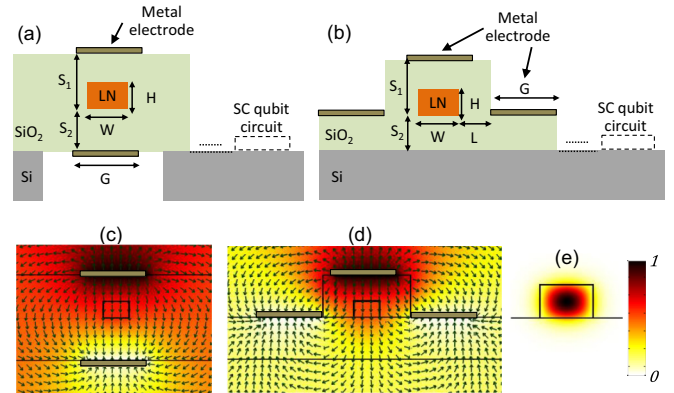 (a)
Metal
electrode
S1
LN
H
W
SiO2
S2
G
Si
SC qubit
circuit
(b)
Metal
electrode
G
S1
LN
H
W
L
SiO2
S2
Si
SC qubit
circuit
(c)
(d)
(e)
1
0